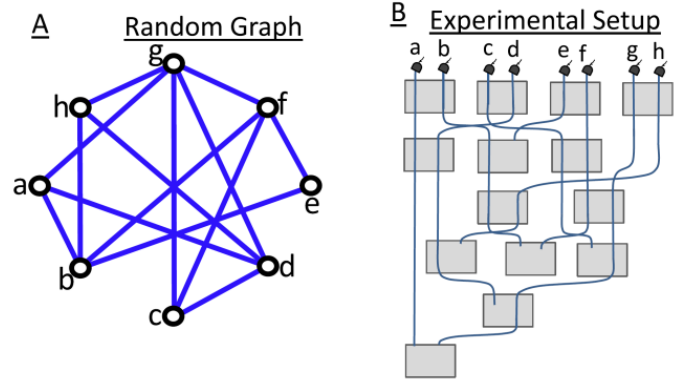 A
Random Graph
g
h
f
a
e
b
d
c
B
Experimental Setup
a b c d e f g h